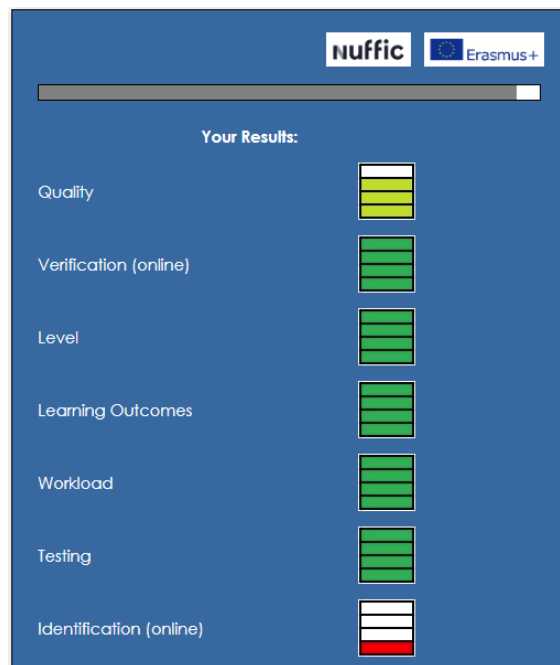 Nuffic Erasmus+
Your Results:
Quality
Verification (online)
Level
Learning Outcomes
Workload
Testing
Identification (online)